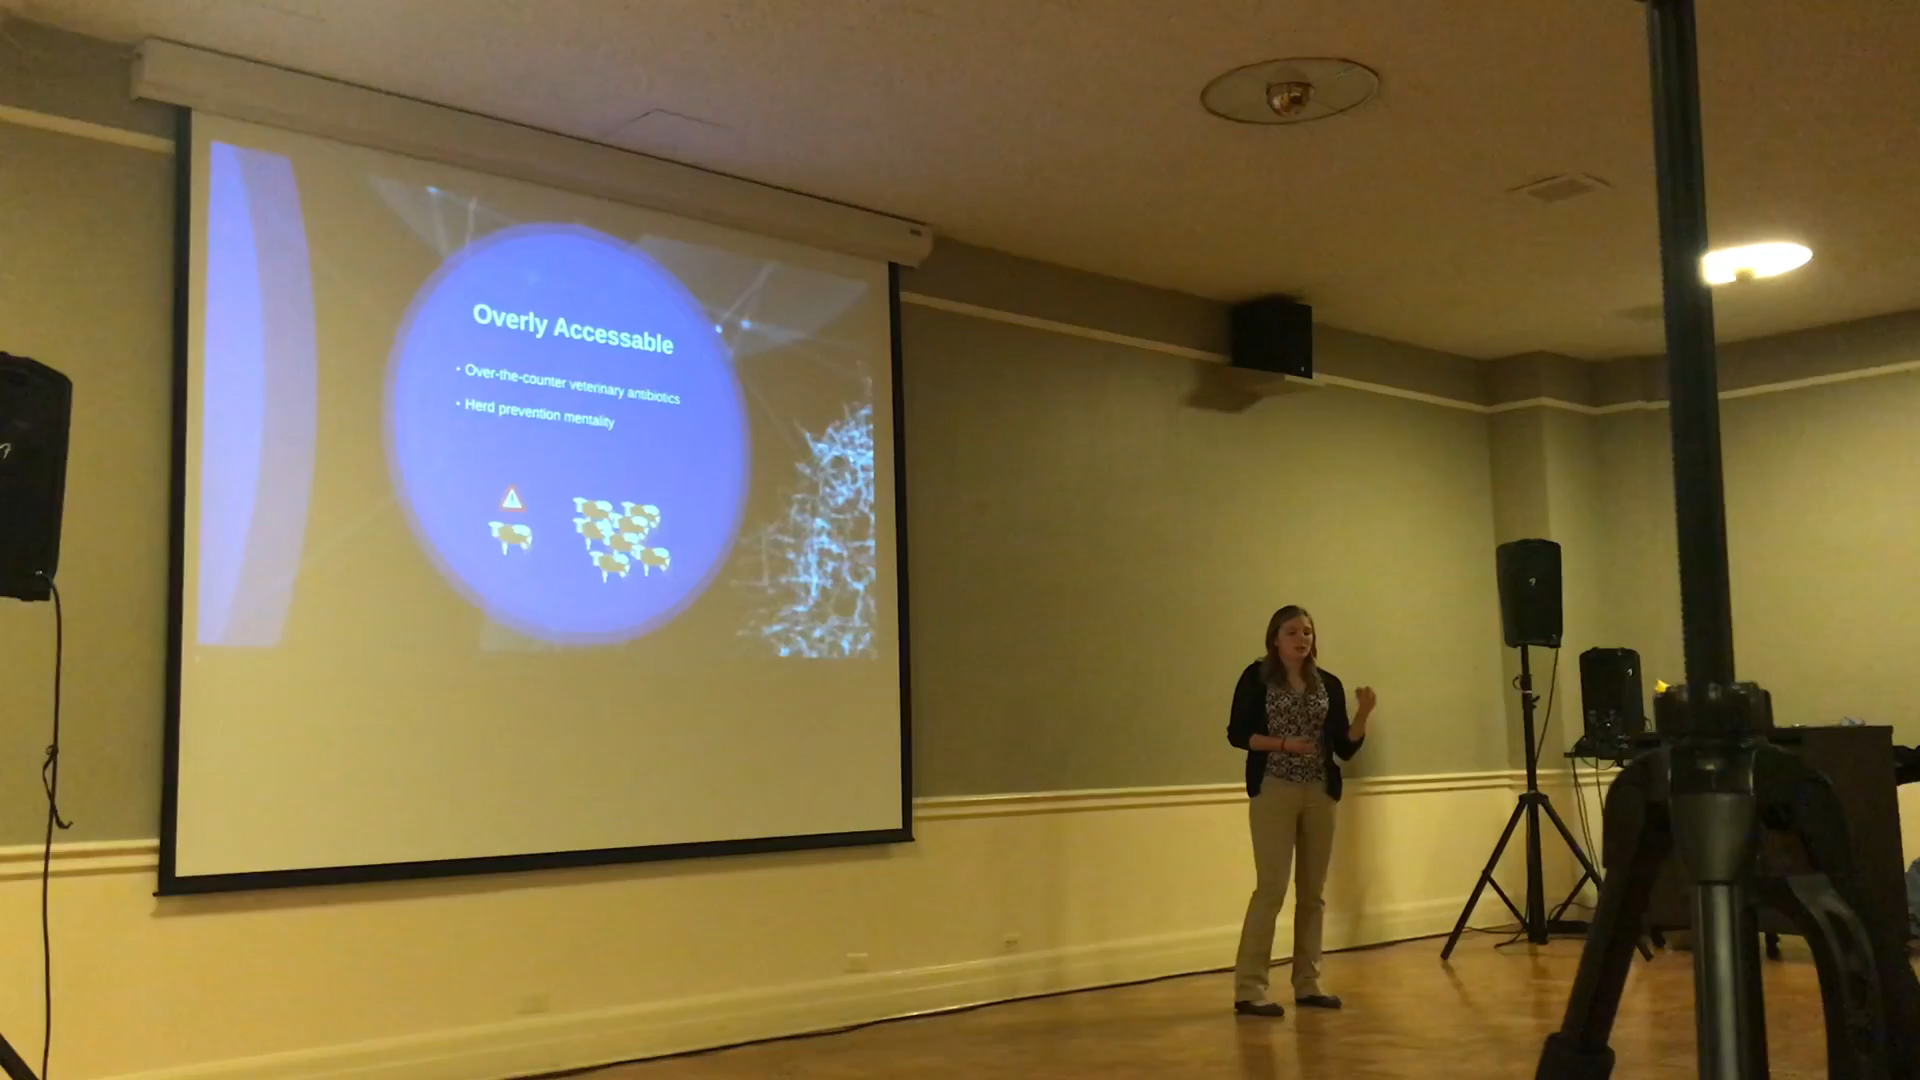 Overly Accessable
• Over-the-counter veterinary antibiotics
• Herd prevention mentality